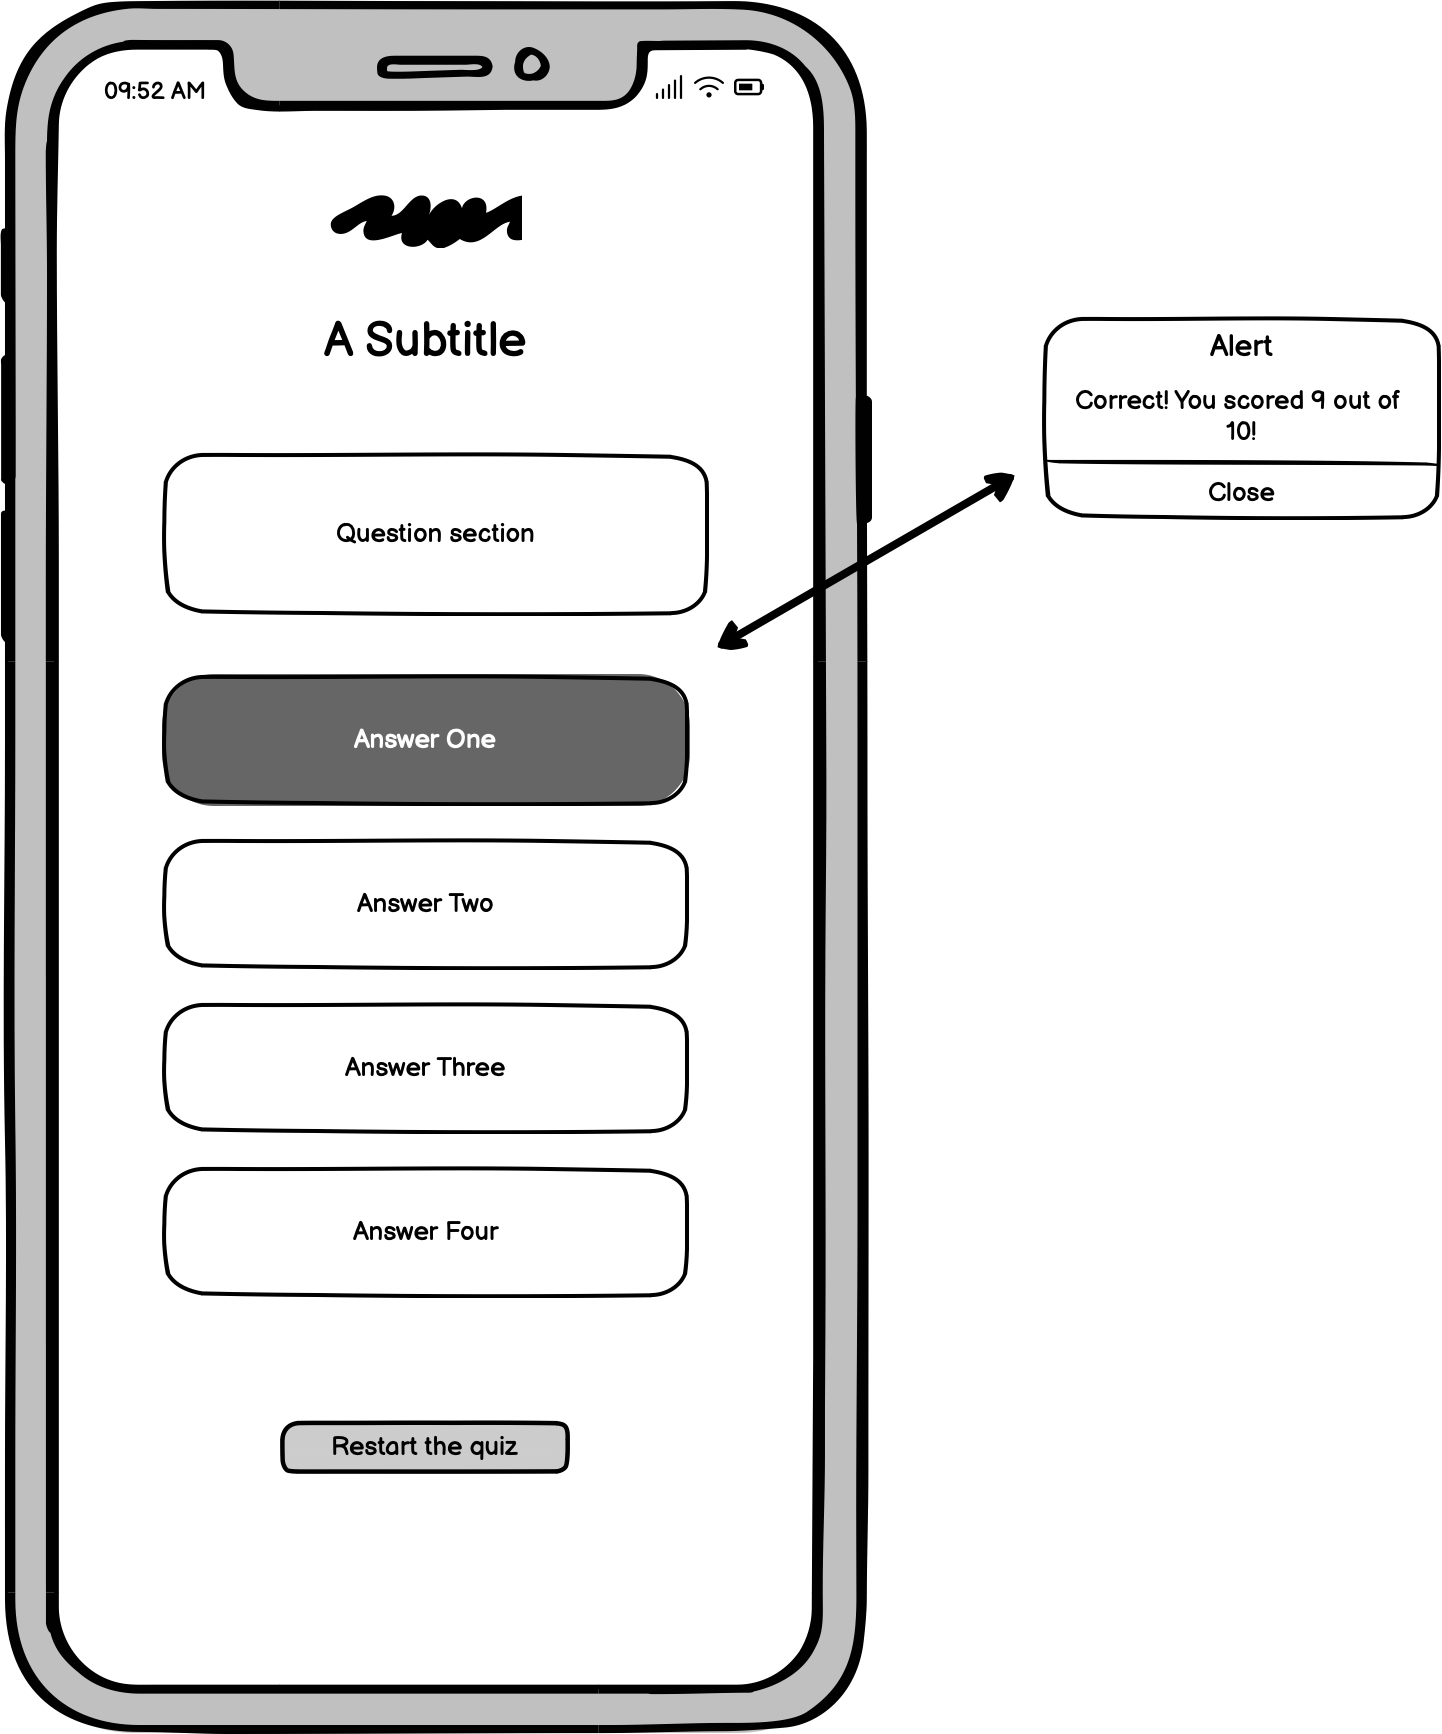 09:52 AM
A Subtitle
Question section
Answer One
Answer Two
Answer Three
Answer Four
Restart the quiz
Alert
Correct! You scored 9 out of
10!
Close